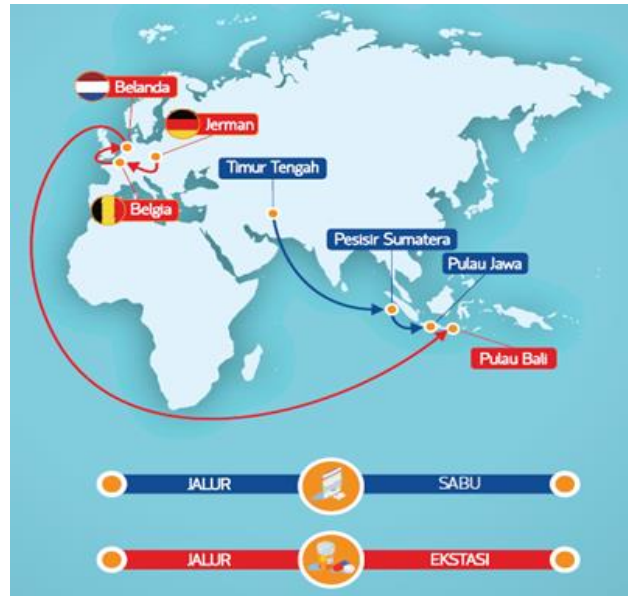 Belanda
Jerman
Timur Tengah
Belgia
Pesisir Sumatera
Pulau Jawa
Pulau Bali
JALUR SABU
JALUR EKSTASI